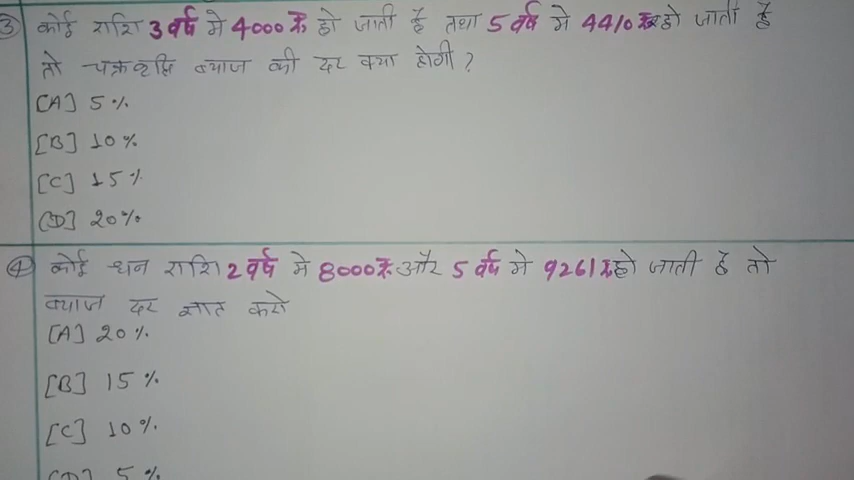 ③ कोई राशि 3 वर्ष मे 4000 रू हो जाती है तथा 5 वर्ष मे 4410 रू हो जाती है
तो चक्रवृद्धि ब्याज की दर क्या होगी ?
[A] 5 %
[B] 10 %
[C] 15 %
[D] 20 %
④ कोई धन राशि 2 वर्ष मे 8000 रू और 5 वर्ष मे 9261 रू हो जाती है तो
ब्याज दर ज्ञात करो
[A] 20 %
[B] 15 %
[C] 10 %
[D] 5 %